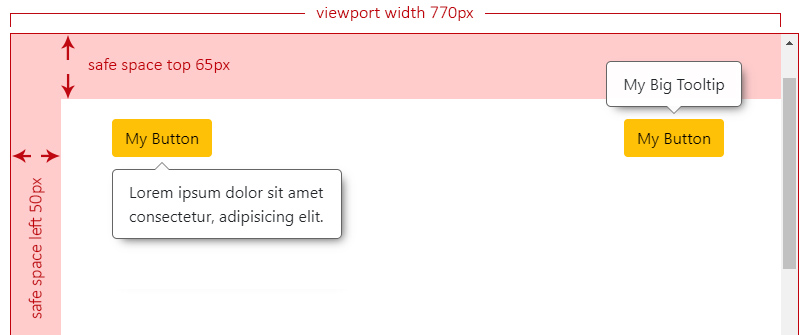 viewport width 770px
safe space top 65px
My Big Tooltip
My Button
My Button
Lorem ipsum dolor sit amet
consectetur, adipisicing elit.
safe space left 50px